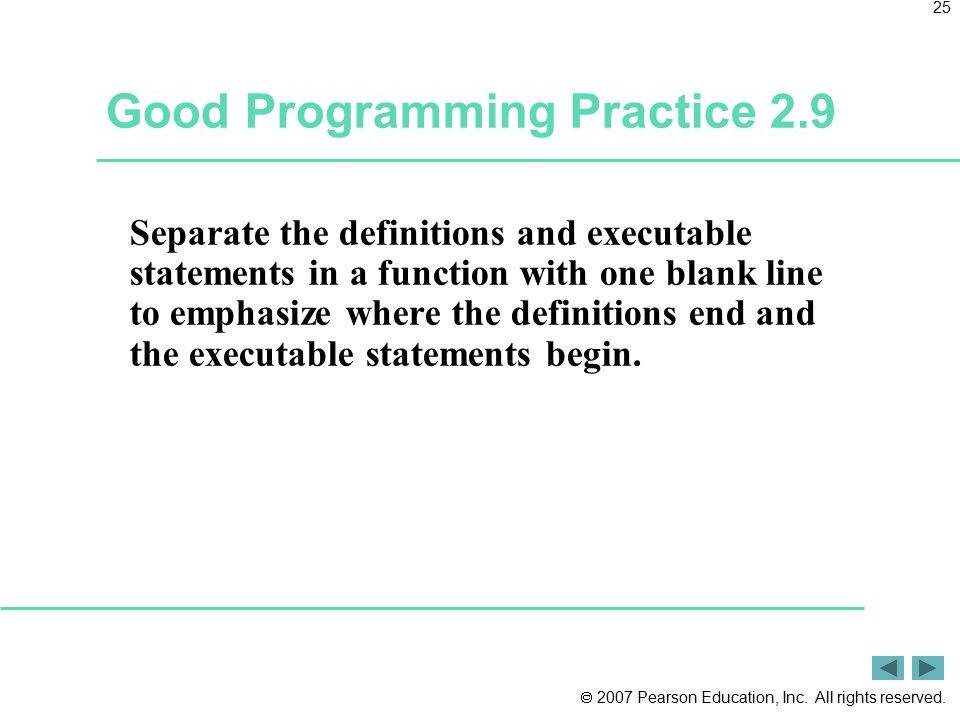 25
Good Programming Practice 2.9
Separate the definitions and executable
statements in a function with one blank line
to emphasize where the definitions end and
the executable statements begin.
© 2007 Pearson Education, Inc. All rights reserved.